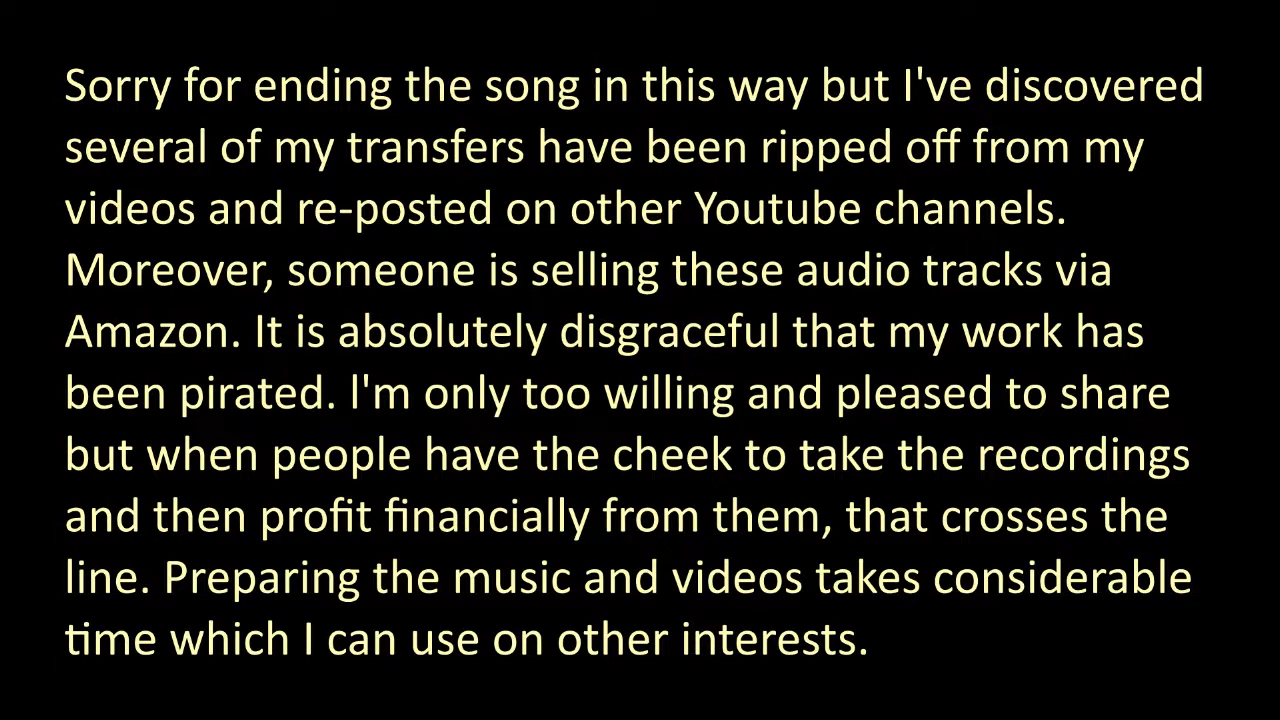 Sorry for ending the song in this way but I've discovered
several of my transfers have been ripped off from my
videos and re-posted on other Youtube channels.
Moreover, someone is selling these audio tracks via
Amazon. It is absolutely disgraceful that my work has
been pirated. l'm only too willing and pleased to share
but when people have the cheek to take the recordings
and then profit financially from them, that crosses the
line. Preparing the music and videos takes considerable
time which I can use on other interests.